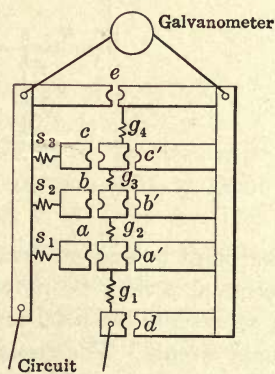 Galvanometer
e
g4
s3 c c'
g3
s2 b b'
g2
s1 a a'
g1
d
Circuit